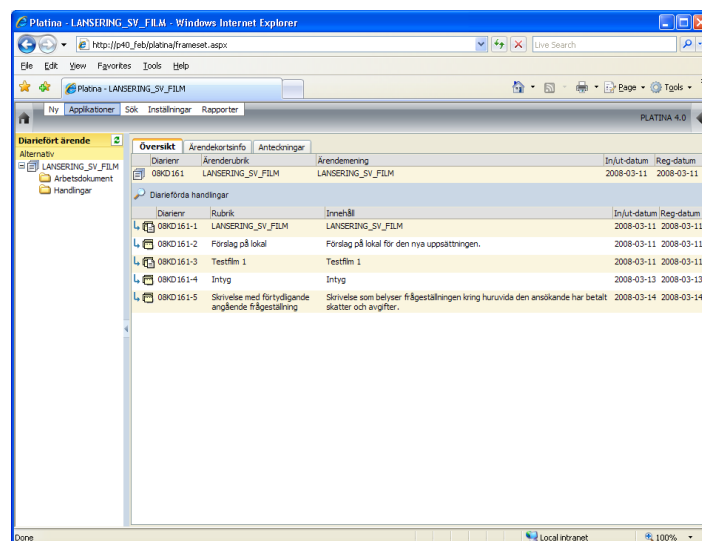 Platina - LANSERING_SV_FILM - Windows Internet Explorer
http://p40_feb/platina/frameset.aspx
Live Search
File Edit View Favorites Tools Help
Platina - LANSERING_SV_FILM
Page Tools
Ny Applikationer Sök Inställningar Rapporter
PLATINA 4.0
Diariefört ärende
Alternativ
LANSERING_SV_FILM
Arbetsdokument
Handlingar
Översikt Ärendekortsinfo Anteckningar
Diarienr Ärenderubrik Ärendemening In/ut-datum Reg-datum
08KD161 LANSERING_SV_FILM LANSERING_SV_FILM 2008-03-11 2008-03-11
Diarieförda handlingar
Diarienr Rubrik Innehåll In/ut-datum Reg-datum
08KD161-1 LANSERING_SV_FILM LANSERING_SV_FILM 2008-03-11 2008-03-11
08KD161-2 Förslag på lokal Förslag på lokal för den nya uppsättningen. 2008-03-11 2008-03-11
08KD161-3 Testfilm 1 Testfilm 1 2008-03-11 2008-03-11
08KD161-4 Intyg Intyg 2008-03-13 2008-03-13
08KD161-5 Skrivelse med förtydligande Skrivelse som belyser frågeställningen kring huruvida den ansökande har betalt 2008-03-14 2008-03-14
angående frågeställning skatter och avgifter.
Done Local intranet 100%